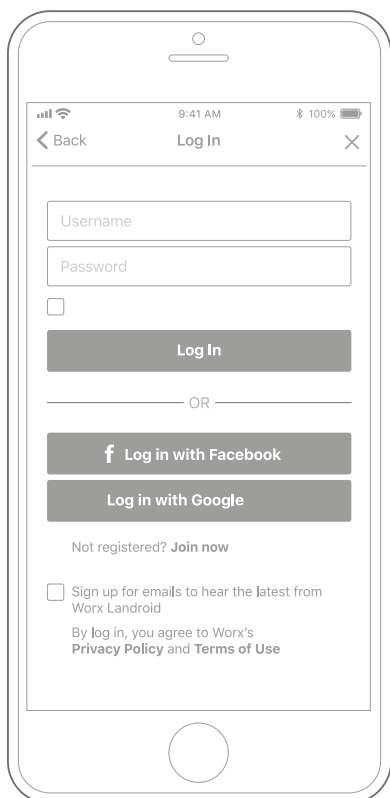 9:41 AM 100%
Back Log In
Username
Password
Log In
OR
f Log in with Facebook
Log in with Google
Not registered? Join now
Sign up for emails to hear the latest from
Worx Landroid
By log in, you agree to Worx's
Privacy Policy and Terms of Use